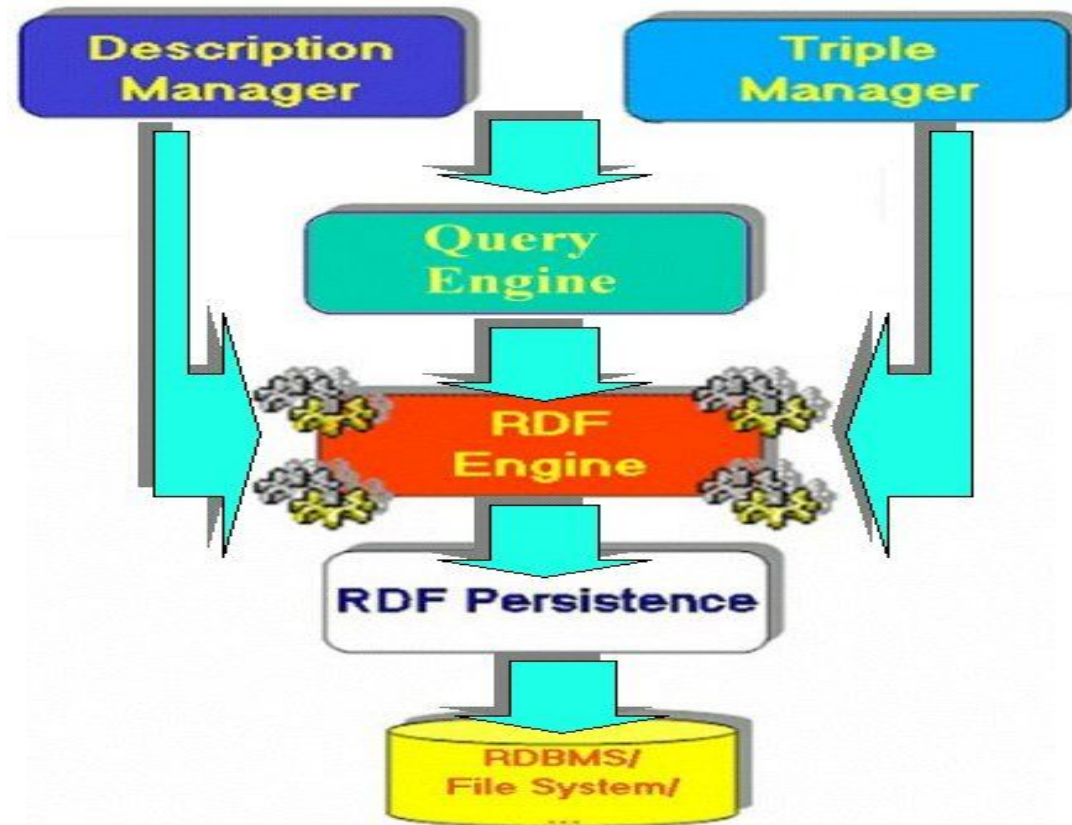 Description
Manager
Triple
Manager
Query
Engine
RDF
Engine
RDF Persistence
RDBMS/
File System/
...